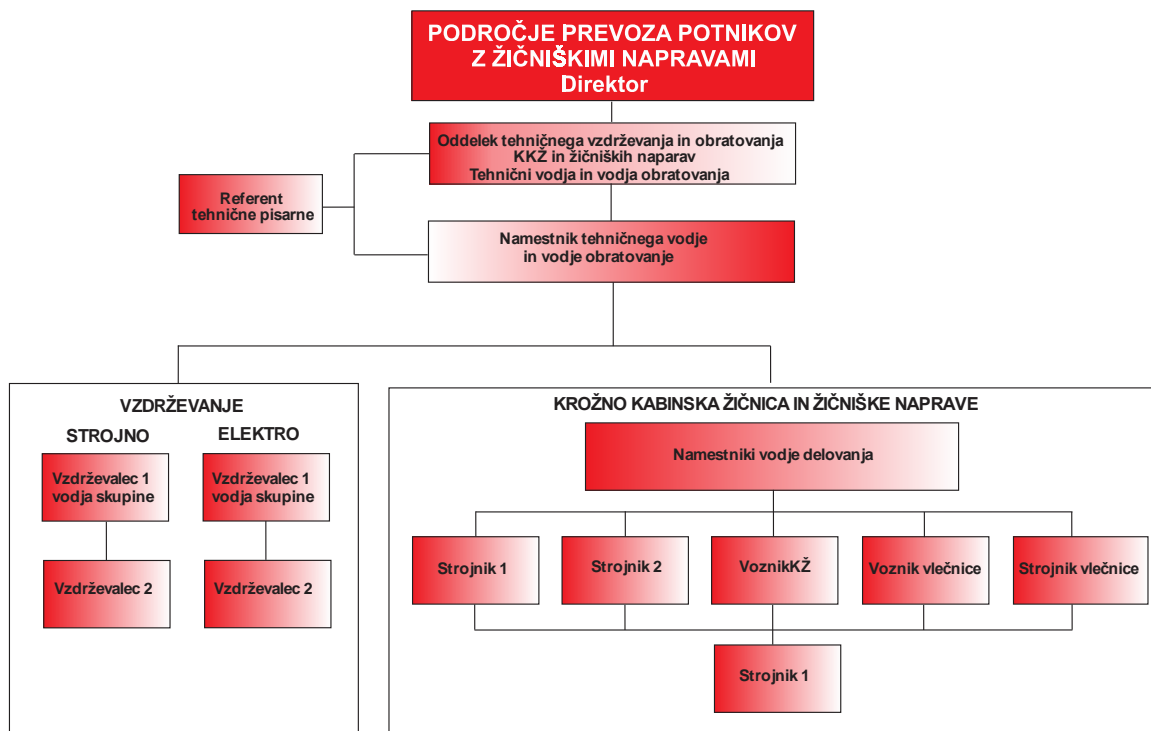 PODROČJE PREVOZA POTNIKOV
Z ŽIČNIŠKIMI NAPRAVAMI
Direktor
Oddelek tehničnega vzdrževanja in obratovanja
KKŽ in žičniških naparav
Tehnični vodja in vodja obratovanja
Referent
tehnične pisarne
Namestnik tehničnega vodje
in vodje obratovanje
VZDRŽEVANJE
STROJNO
ELEKTRO
Vzdrževalec 1
vodja skupine
Vzdrževalec 1
vodja skupine
Vzdrževalec 2
Vzdrževalec 2
KROŽNO KABINSKA ŽIČNICA IN ŽIČNIŠKE NAPRAVE
Namestniki vodje delovanja
Strojnik 1
Strojnik 2
VoznikKŽ
Voznik vlečnice
Strojnik vlečnice
Strojnik 1